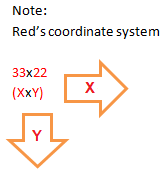 Note:
Red's coordinate system
33x22
(XxY)
X
Y